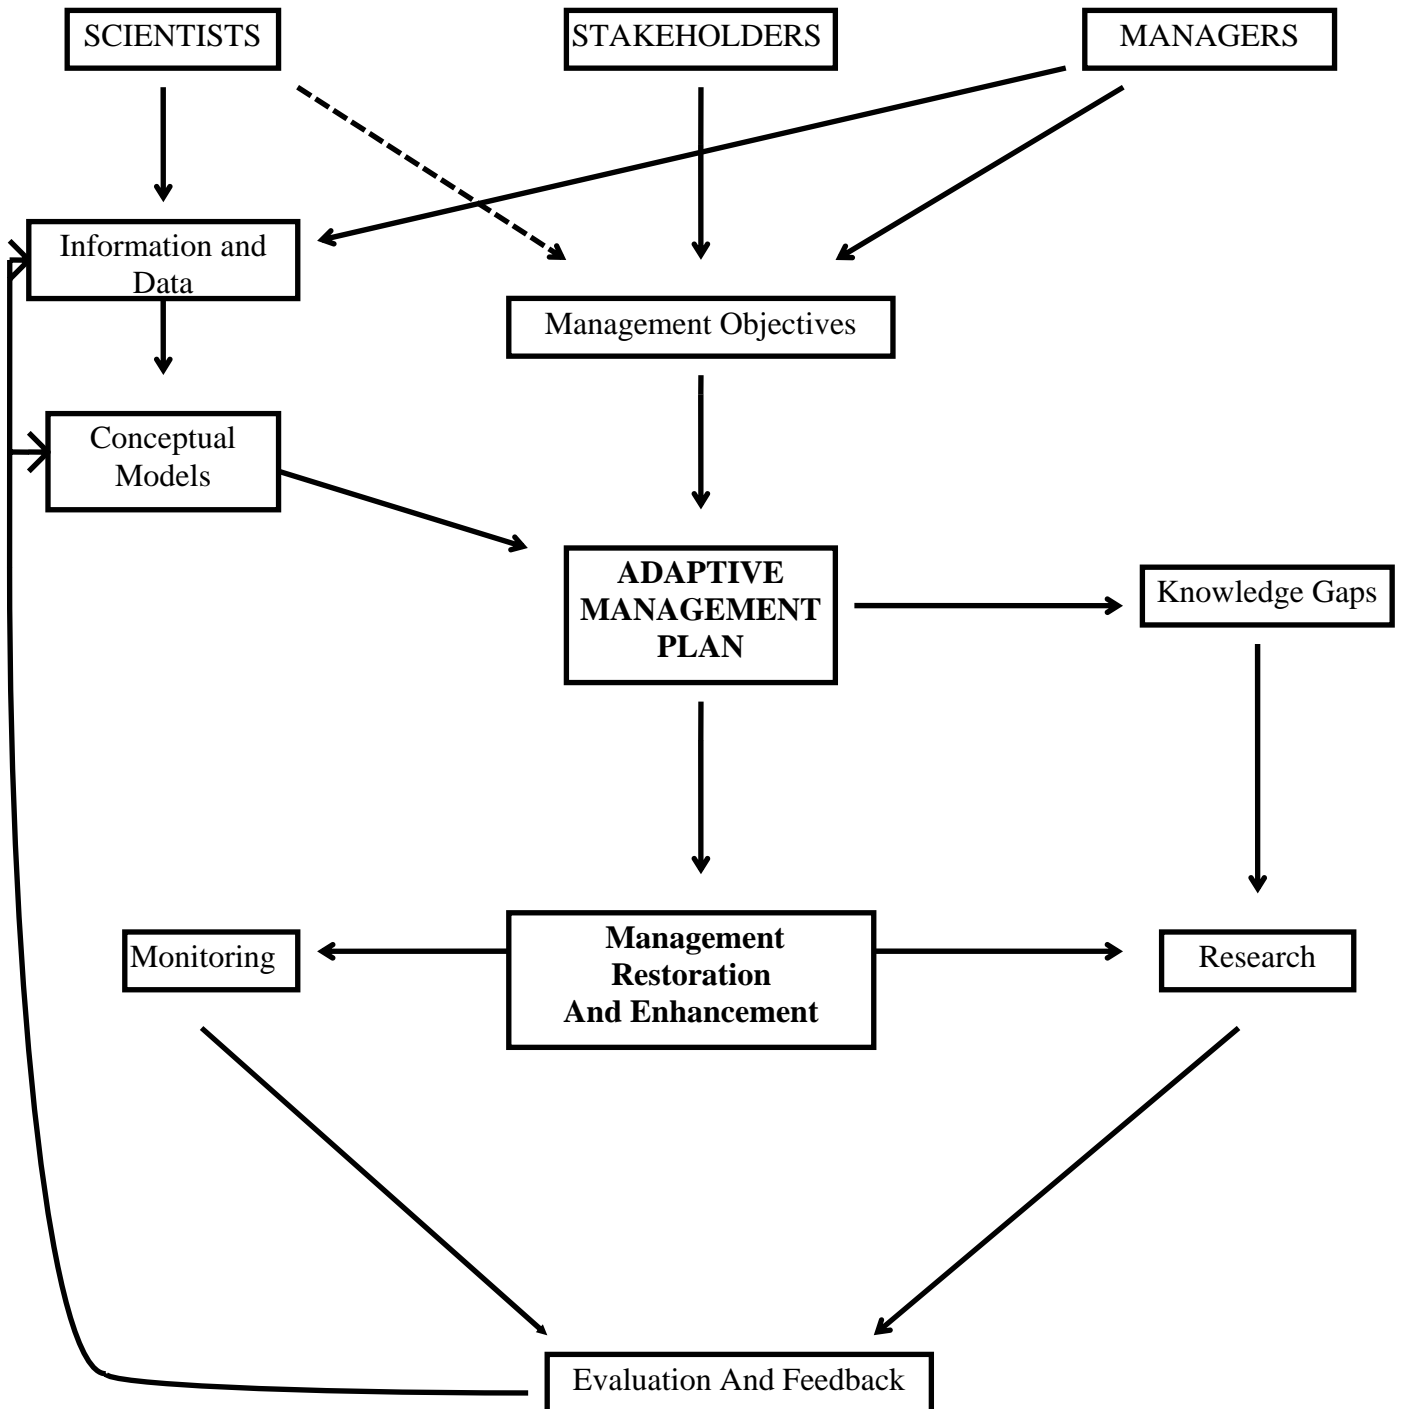 SCIENTISTS
STAKEHOLDERS
MANAGERS
Information and
Data
Management Objectives
Conceptual
Models
ADAPTIVE
MANAGEMENT
PLAN
Knowledge Gaps
Monitoring
Management
Restoration
And Enhancement
Research
Evaluation And Feedback